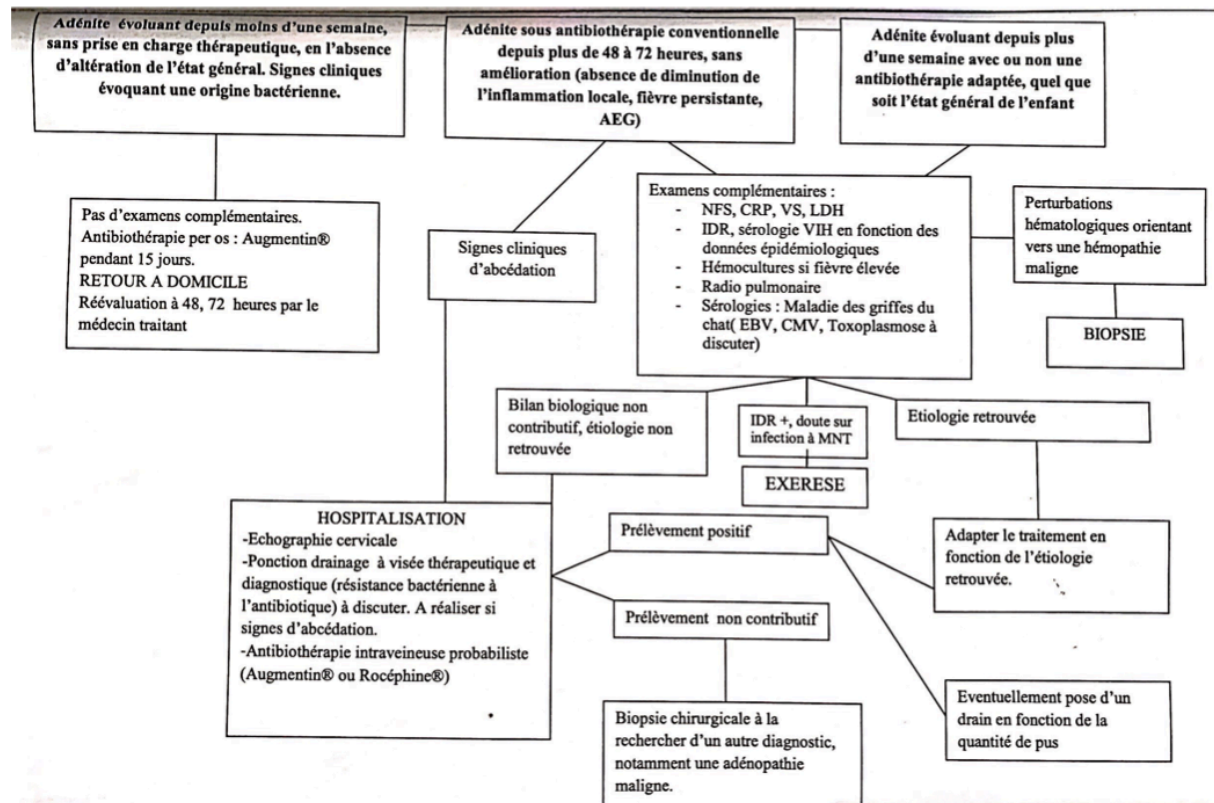 Adénite évoluant depuis moins d'une semaine,
sans prise en charge thérapeutique, en l'absence
d'altération de l'état général. Signes cliniques
évoquant une origine bactérienne.
Adénite sous antibiothérapie conventionnelle
depuis plus de 48 à 72 heures, sans
amélioration (absence de diminution de
l'inflammation locale, fièvre persistante,
AEG)
Adénite évoluant depuis plus
d'une semaine avec ou non une
antibiothérapie adaptée, quel que
soit l'état général de l'enfant
Pas d'examens complémentaires.
Antibiothérapie per os : Augmentin®
pendant 15 jours.
RETOUR A DOMICILE
Réévaluation à 48, 72 heures par le
médecin traitant
Signes cliniques
d'abcédation
Examens complémentaires :
- NFS, CRP, VS, LDH
- IDR, sérologie VIH en fonction des
données épidémiologiques
- Hémocultures si fièvre élevée
- Radio pulmonaire
- Sérologies : Maladie des griffes du
chat( EBV, CMV, Toxoplasmose à
discuter)
Perturbations
hématologiques orientant
vers une hémopathie
maligne
BIOPSIE
Bilan biologique non
contributif, étiologie non
retrouvée
IDR +, doute sur
infection à MNT
EXERESE
Etiologie retrouvée
HOSPITALISATION
-Echographie cervicale
-Ponction drainage à visée thérapeutique et
diagnostique (résistance bactérienne à
l'antibiotique) à discuter. A réaliser si
signes d'abcédation.
-Antibiothérapie intraveineuse probabiliste
(Augmentin® ou Rocéphine®)
Prélèvement positif
Prélèvement non contributif
Adapter le traitement en
fonction de l'étiologie
retrouvée.
Biopsie chirurgicale à la
rechercher d'un autre diagnostic,
notamment une adénopathie
maligne.
Eventuellement pose d'un
drain en fonction de la
quantité de pus